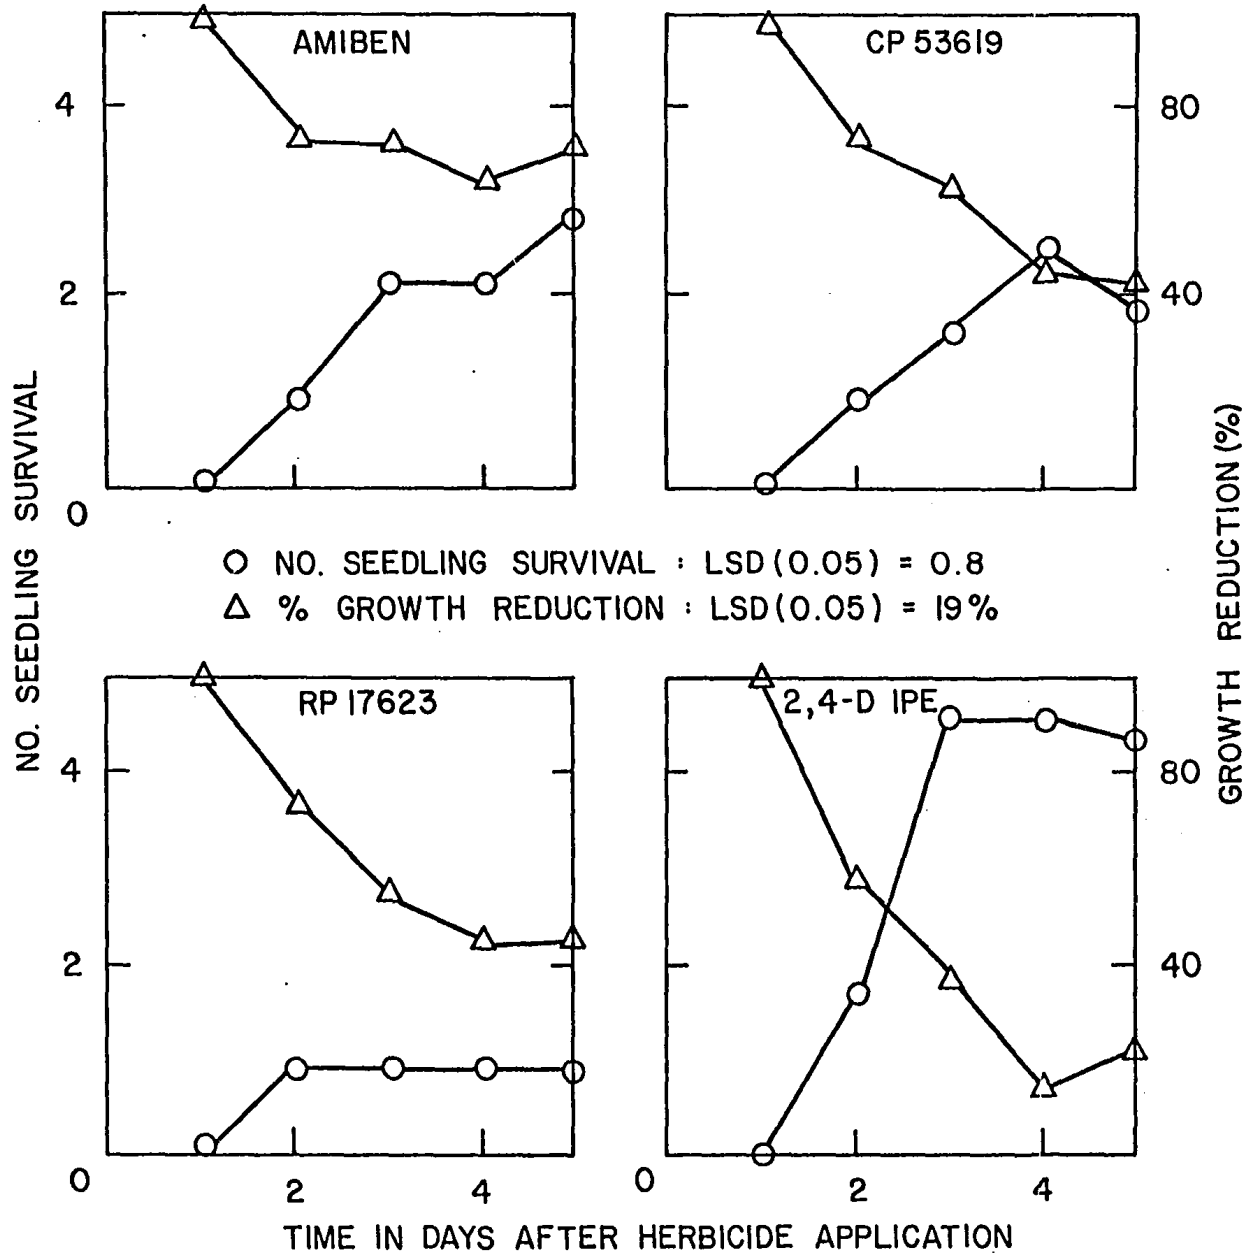 AMIBEN
CP 53619
4
80
2
40
0
NO. SEEDLING SURVIVAL
GROWTH REDUCTION (%)
○ NO. SEEDLING SURVIVAL : LSD (0.05) = 0.8
△ % GROWTH REDUCTION : LSD (0.05) = 19%
RP 17623
2,4-D IPE
4
80
2
40
0
2
4
0
2
4
TIME IN DAYS AFTER HERBICIDE APPLICATION